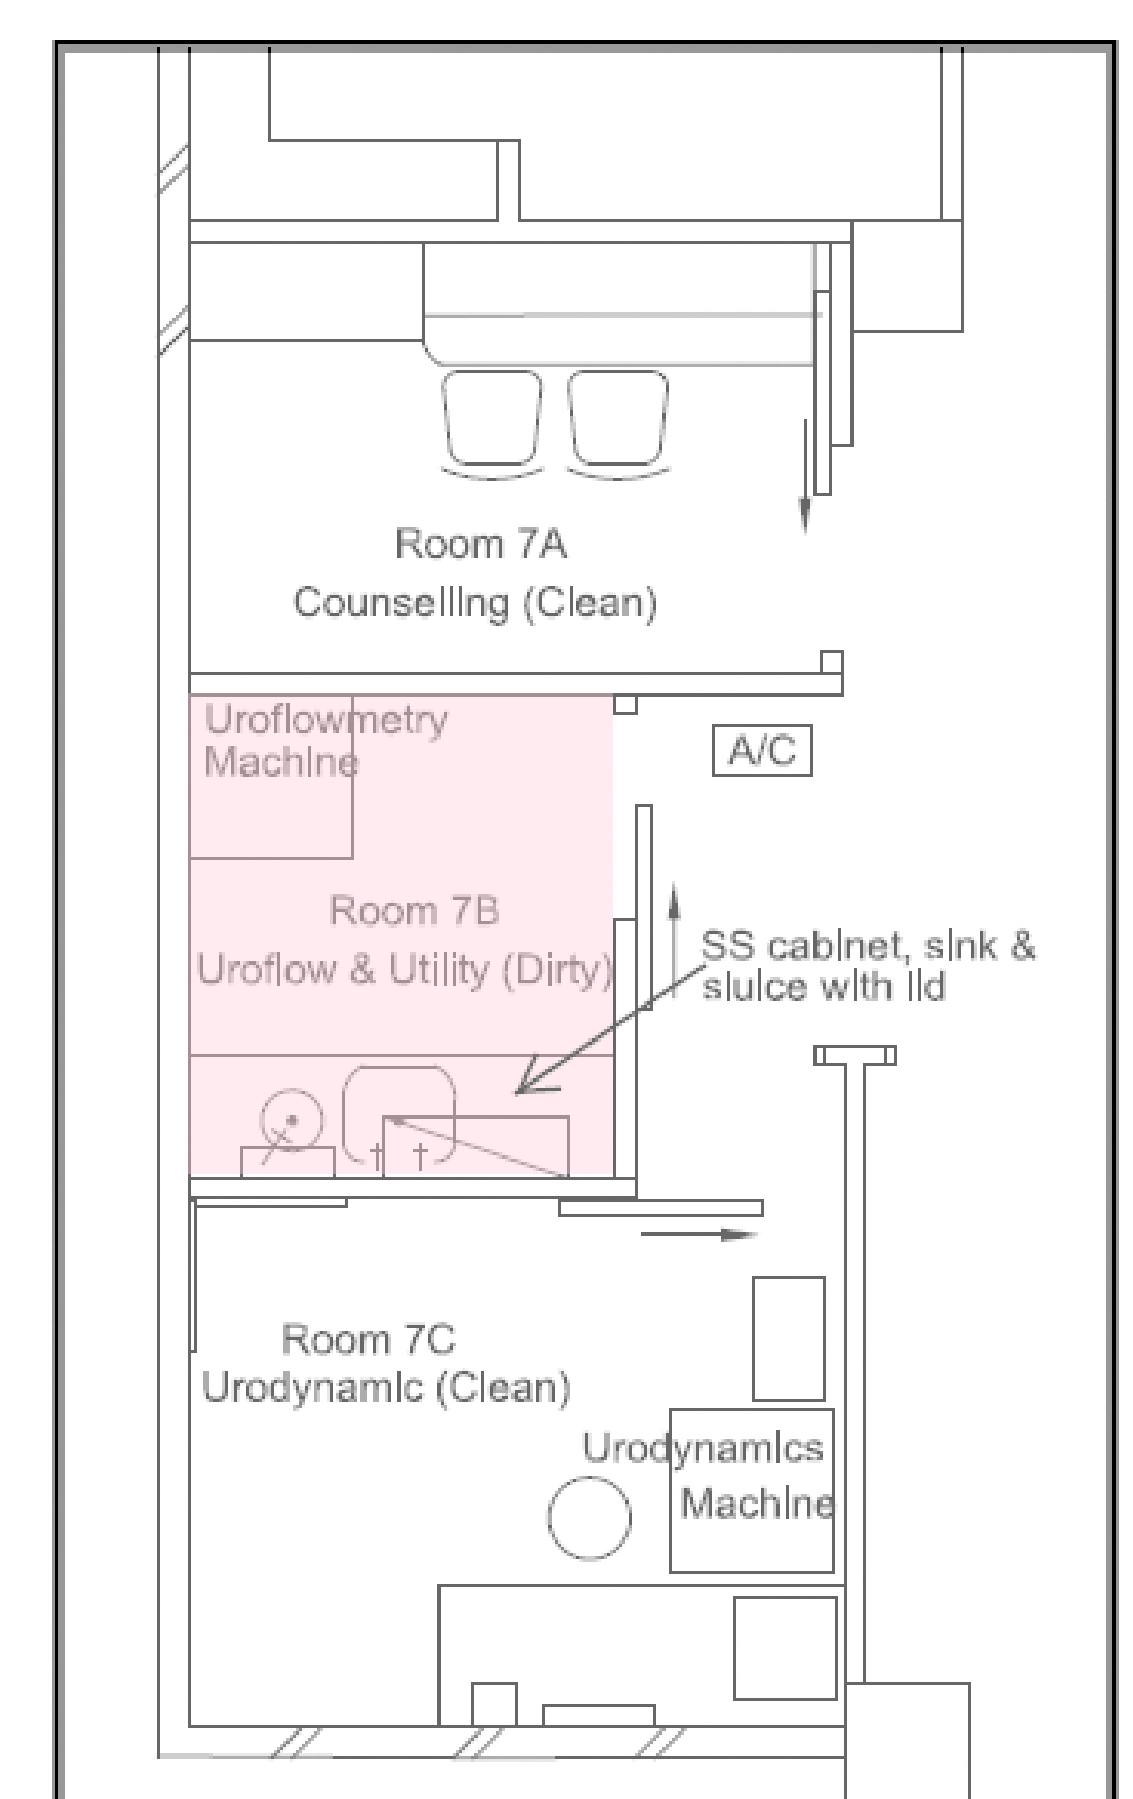 Room 7A
Counselling (Clean)
Uroflowmetry
Machine
A/C
Room 7B
Uroflow & Utility (Dirty)
SS cabinet, sink &
sluice with lid
Room 7C
Urodynamic (Clean)
Urodynamics
Machine